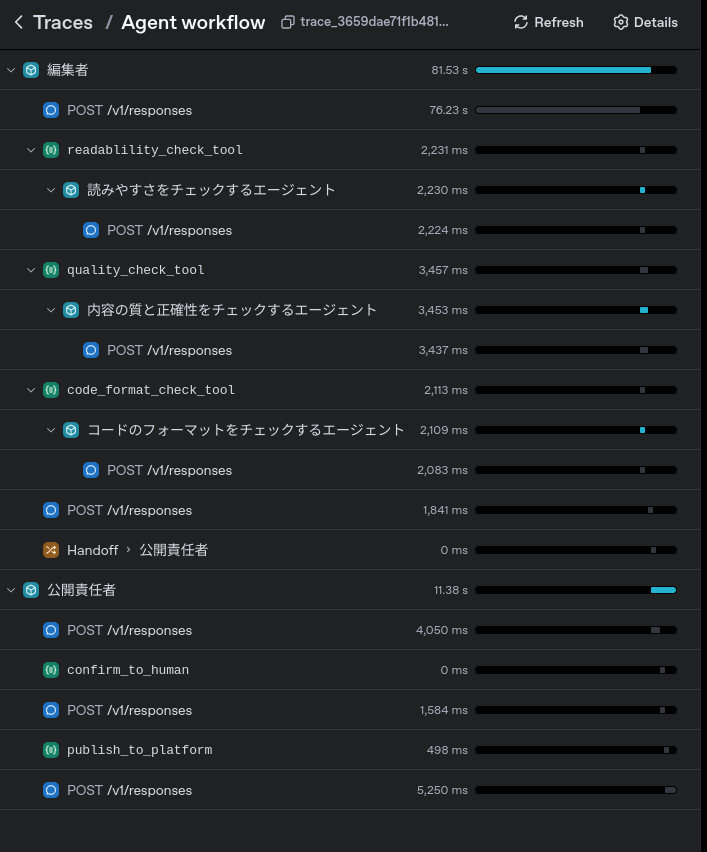 Traces / Agent workflow trace_3659dae71f1b481... Refresh Details
編集者 81.53 s
POST /v1/responses 76.23 s
readablility_check_tool 2,231 ms
読みやすさをチェックするエージェント 2,230 ms
POST /v1/responses 2,224 ms
quality_check_tool 3,457 ms
内容の質と正確性をチェックするエージェント 3,453 ms
POST /v1/responses 3,437 ms
code_format_check_tool 2,113 ms
コードのフォーマットをチェックするエージェント 2,109 ms
POST /v1/responses 2,083 ms
POST /v1/responses 1,841 ms
Handoff › 公開責任者 0 ms
公開責任者 11.38 s
POST /v1/responses 4,050 ms
confirm_to_human 0 ms
POST /v1/responses 1,584 ms
publish_to_platform 498 ms
POST /v1/responses 5,250 ms